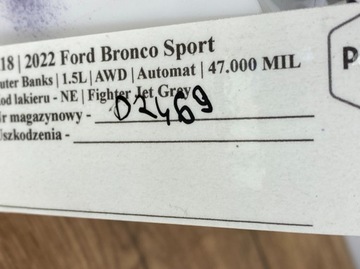 18 | 2022 Ford Bronco Sport
uter Banks | 1.5L | AWD | Automat | 47.000 MIL
od lakieru - NE | Fighter Jet Grey
r magazynowy - 02469
szkodzenia -
P